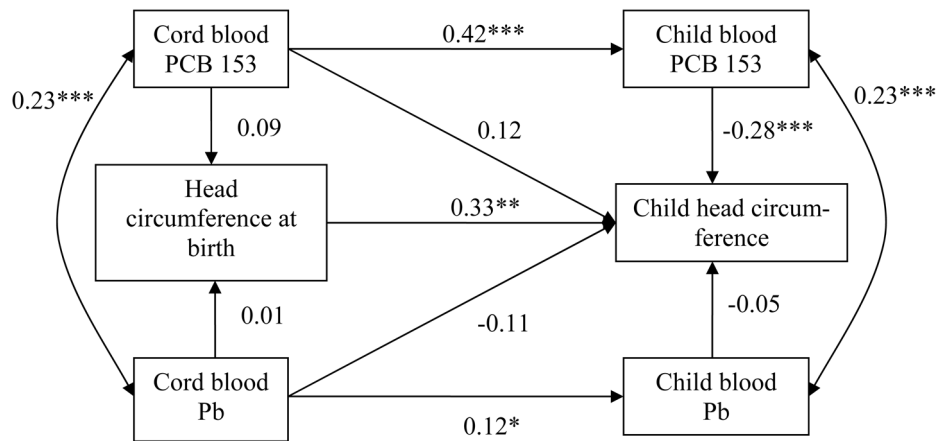 Cord blood
PCB 153
0.42***
Child blood
PCB 153
0.23***
0.09
0.12
-0.28***
0.23***
Head
circumference at
birth
0.33**
Child head circum-
ference
0.01
-0.11
-0.05
Cord blood
Pb
0.12*
Child blood
Pb